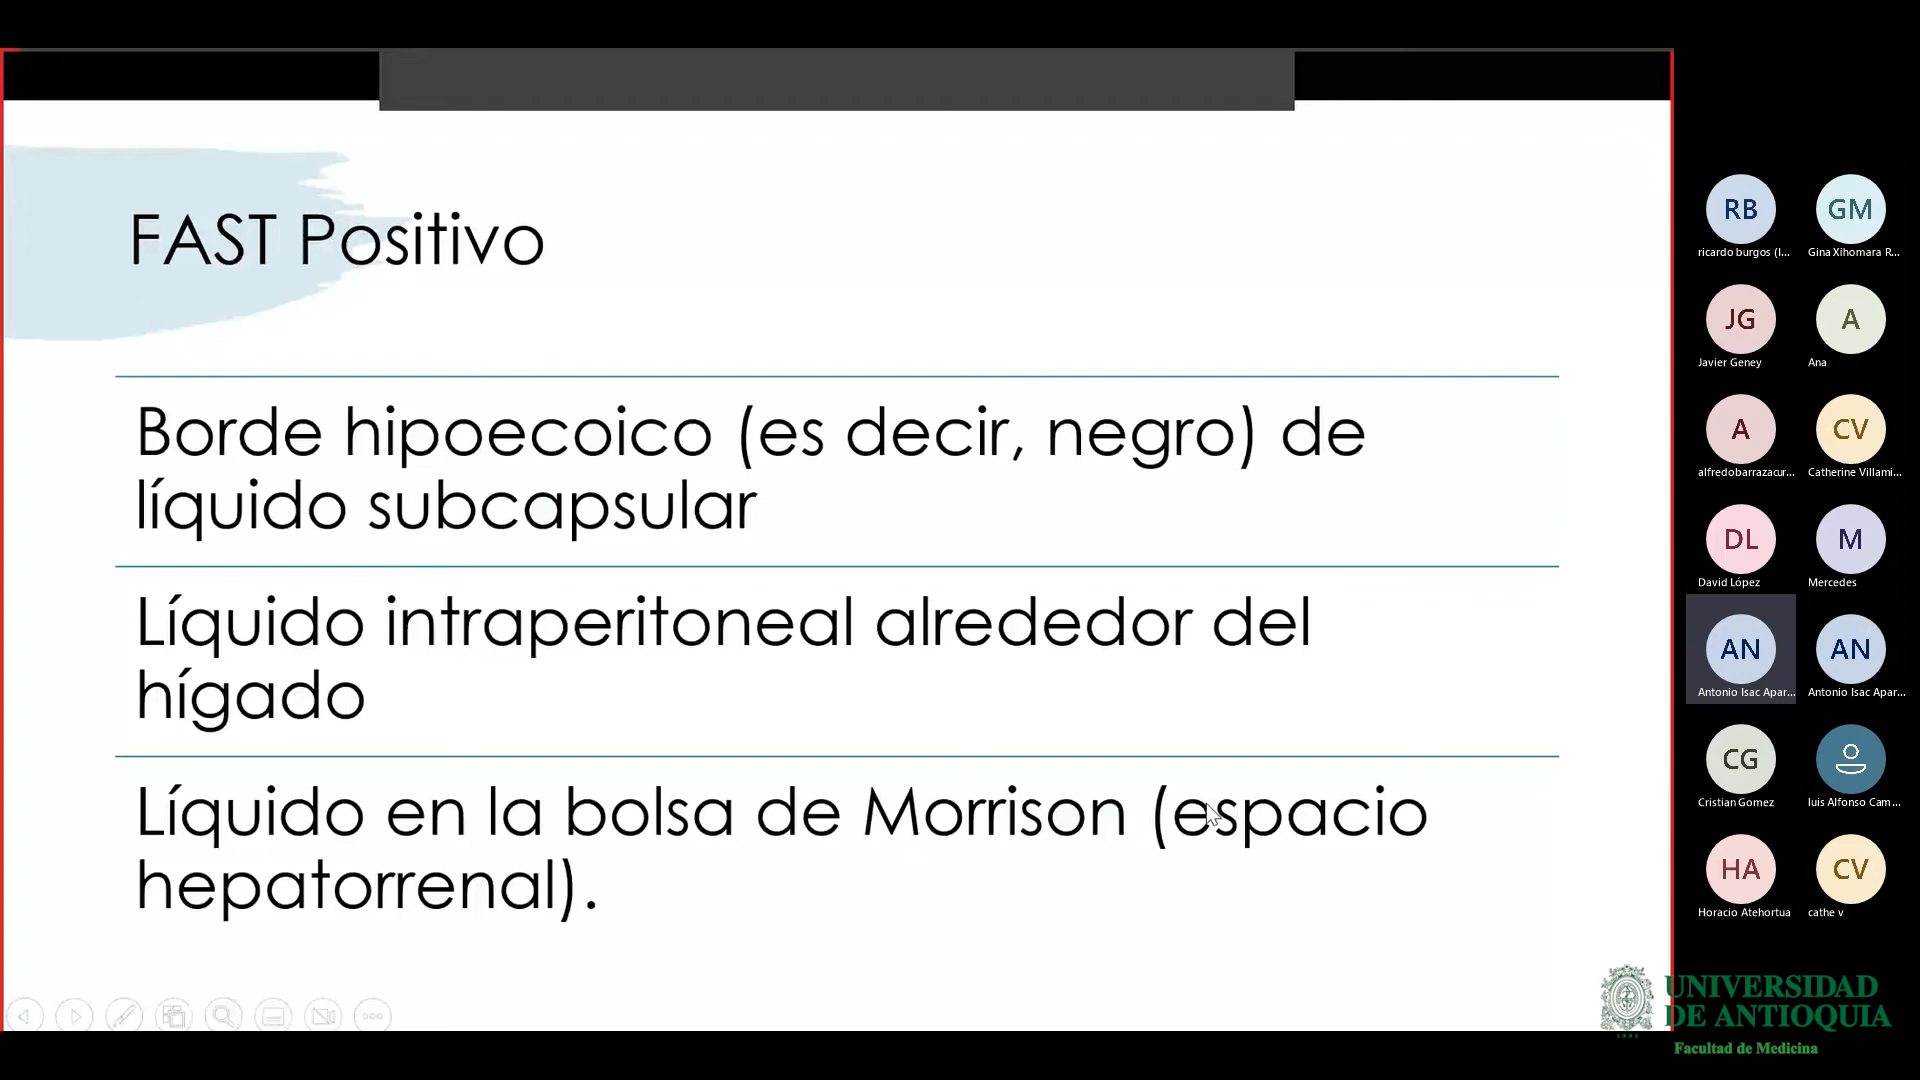 FAST Positivo
Borde hipoecoico (es decir, negro) de
líquido subcapsular
Líquido intraperitoneal alrededor del
hígado
Líquido en la bolsa de Morrison (espacio
hepatorrenal).
RB
GM
ricardo burgos (I...
Gina Xihomara R...
JG
A
Javier Geney
Ana
A
CV
alfredobarrazacur...
Catherine Villami...
DL
M
David López
Mercedes
AN
AN
Antonio Isac Apar...
Antonio Isac Apar...
CG
Cristian Gomez
luis Alfonso Cam...
HA
CV
Horacio Atehortua
cathe v
UNIVERSIDAD
DE ANTIOQUIA
Facultad de Medicina